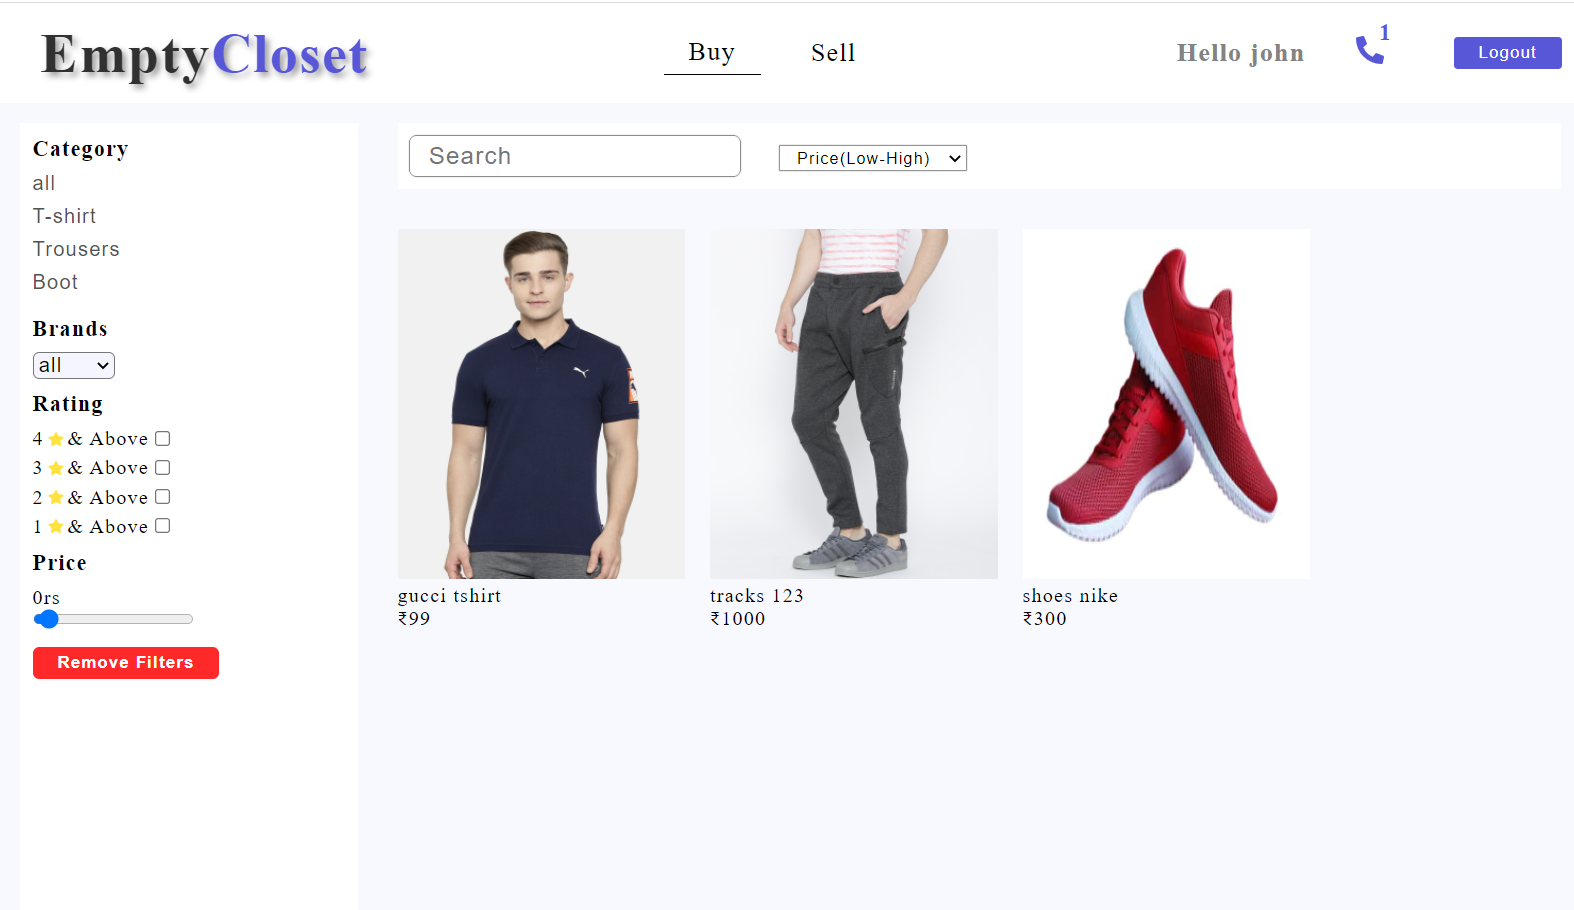 EmptyCloset
Buy
Sell
Hello john
1
Logout
Category
all
T-shirt
Trousers
Boot
Brands
all
Rating
4 ⭐& Above
3 ⭐& Above
2 ⭐& Above
1 ⭐& Above
Price
0rs
Remove Filters
Search
Price(Low-High)
gucci tshirt
₹99
tracks 123
₹1000
shoes nike
₹300